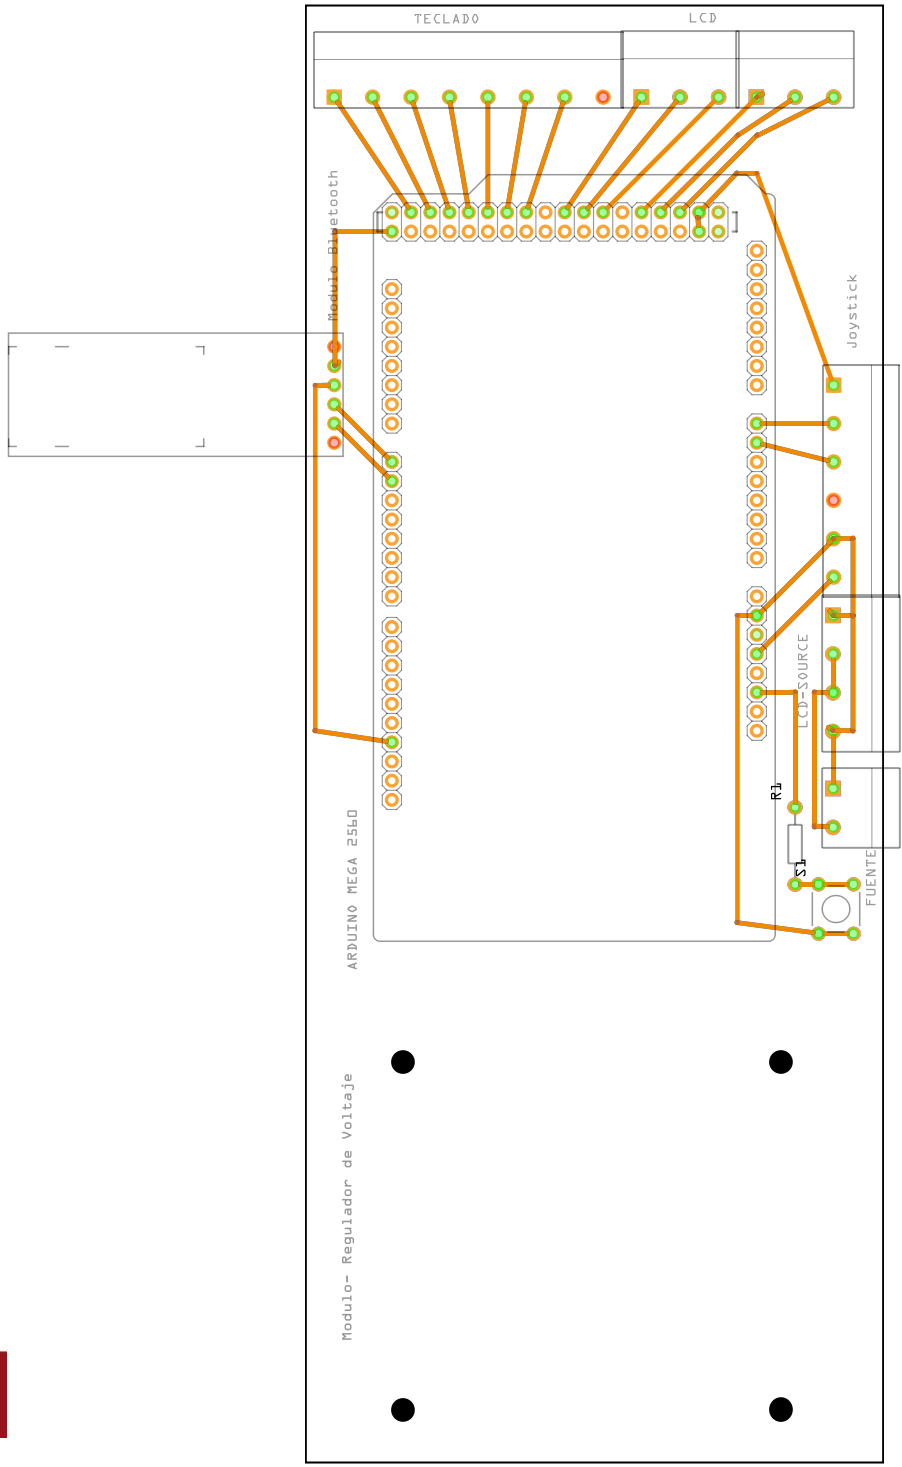 TECLADO
LCD
Modulo Bluetooth
Joystick
LCD-SOURCE
R1
S1
FUENTE
ARDUINO MEGA 2560
Modulo- Regulador de Voltaje